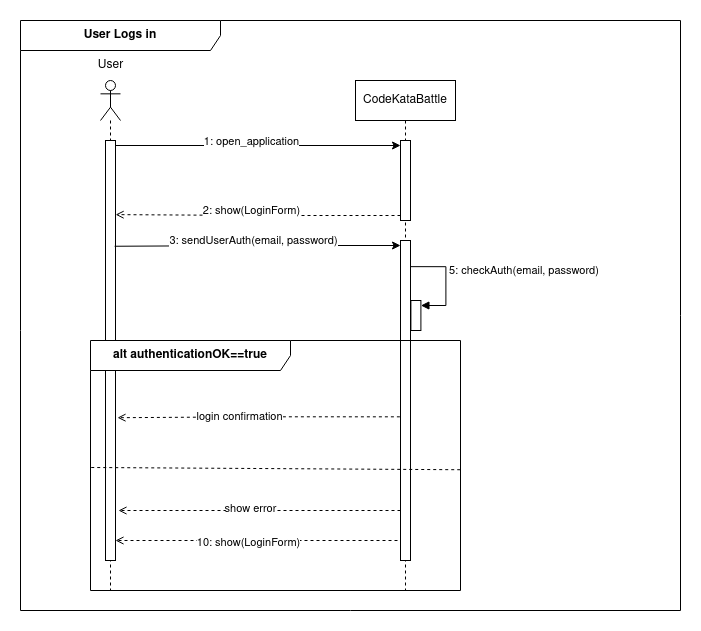 User Logs in
User
CodeKataBattle
1: open_application
2: show(LoginForm)
3: sendUserAuth(email, password)
5: checkAuth(email, password)
alt authenticationOK==true
login confirmation
show error
10: show(LoginForm)